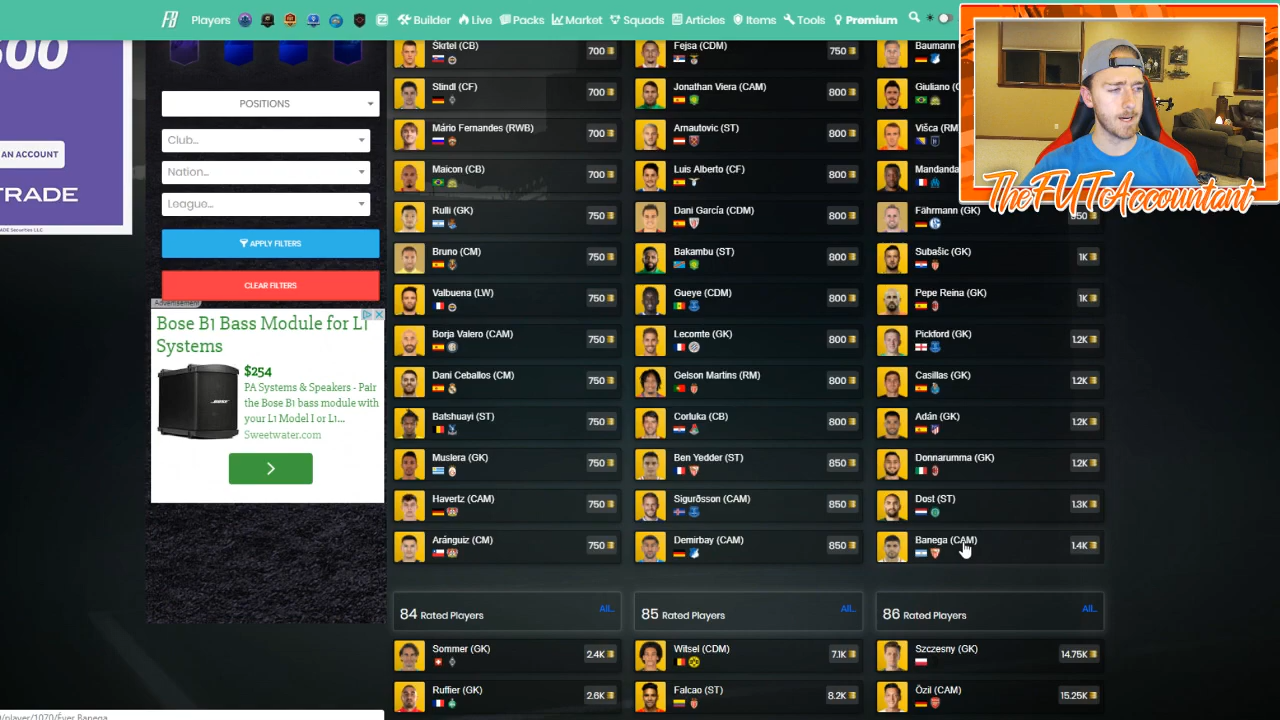 FB Players Builder Live Packs Market Squads Articles Items Tools Premium
AN ACCOUNT
TRADE
POSITIONS
Club...
Nation...
League...
APPLY FILTERS
CLEAR FILTERS
Advertisement
Bose B1 Bass Module for L1
Systems
$254
PA Systems & Speakers - Pair
the Bose B1 bass module with
your L1 Model I or L1...
Sweetwater.com
Škrtel (CB) 700
Stindl (CF) 700
Mário Fernandes (RWB) 700
Maicon (CB) 700
Rulli (GK) 750
Bruno (CM) 750
Valbuena (LW) 750
Borja Valero (CAM) 750
Dani Ceballos (CM) 750
Batshuayi (ST) 750
Muslera (GK) 750
Havertz (CAM) 750
Aránguiz (CM) 750
Fejsa (CDM) 750
Jonathan Viera (CAM) 800
Arnautovic (ST) 800
Luis Alberto (CF) 800
Dani García (CDM) 800
Bakambu (ST) 800
Gueye (CDM) 800
Lecomte (GK) 800
Gelson Martins (RM) 800
Corluka (CB) 800
Ben Yedder (ST) 850
Sigurðsson (CAM) 850
Demirbay (CAM) 850
Baumann
Giuliano
Višca (RM
Mandanda
Fährmann (GK) 950
Subašic (GK) 1K
Pepe Reina (GK) 1K
Pickford (GK) 1.2K
Casillas (GK) 1.2K
Adán (GK) 1.2K
Donnarumma (GK) 1.2K
Dost (ST) 1.3K
Banega (CAM) 1.4K
TheFUTAccountant
84 Rated Players All...
Sommer (GK) 2.4K
Ruffier (GK) 2.6K
85 Rated Players All...
Witsel (CDM) 7.1K
Falcao (ST) 8.2K
86 Rated Players All...
Szczesny (GK) 14.75K
Özil (CAM) 15.25K
/player/1070/Éver Banega